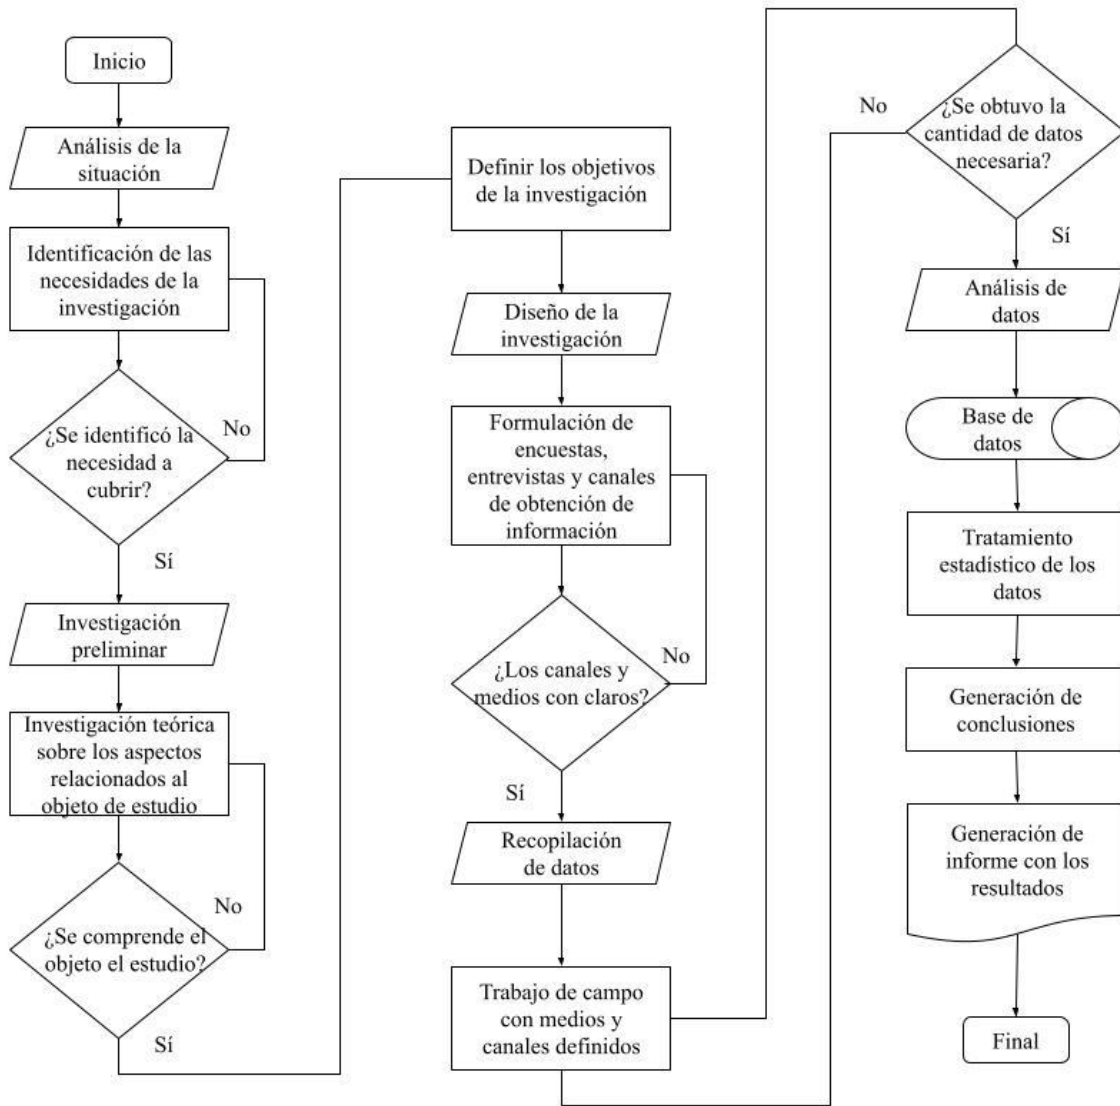 Inicio
Análisis de la
situación
Identificación de las
necesidades de la
investigación
¿Se identificó la
necesidad a
cubrir?
No
Sí
Investigación
preliminar
Investigación teórica
sobre los aspectos
relacionados al
objeto de estudio
¿Se comprende el
objeto el estudio?
No
Sí
Definir los objetivos
de la investigación
Diseño de la
investigación
Formulación de
encuestas,
entrevistas y canales
de obtención de
información
¿Los canales y
medios con claros?
No
Sí
Recopilación
de datos
Trabajo de campo
con medios y
canales definidos
¿Se obtuvo la
cantidad de datos
necesaria?
No
Sí
Análisis de
datos
Base de
datos
Tratamiento
estadístico de los
datos
Generación de
conclusiones
Generación de
informe con los
resultados
Final